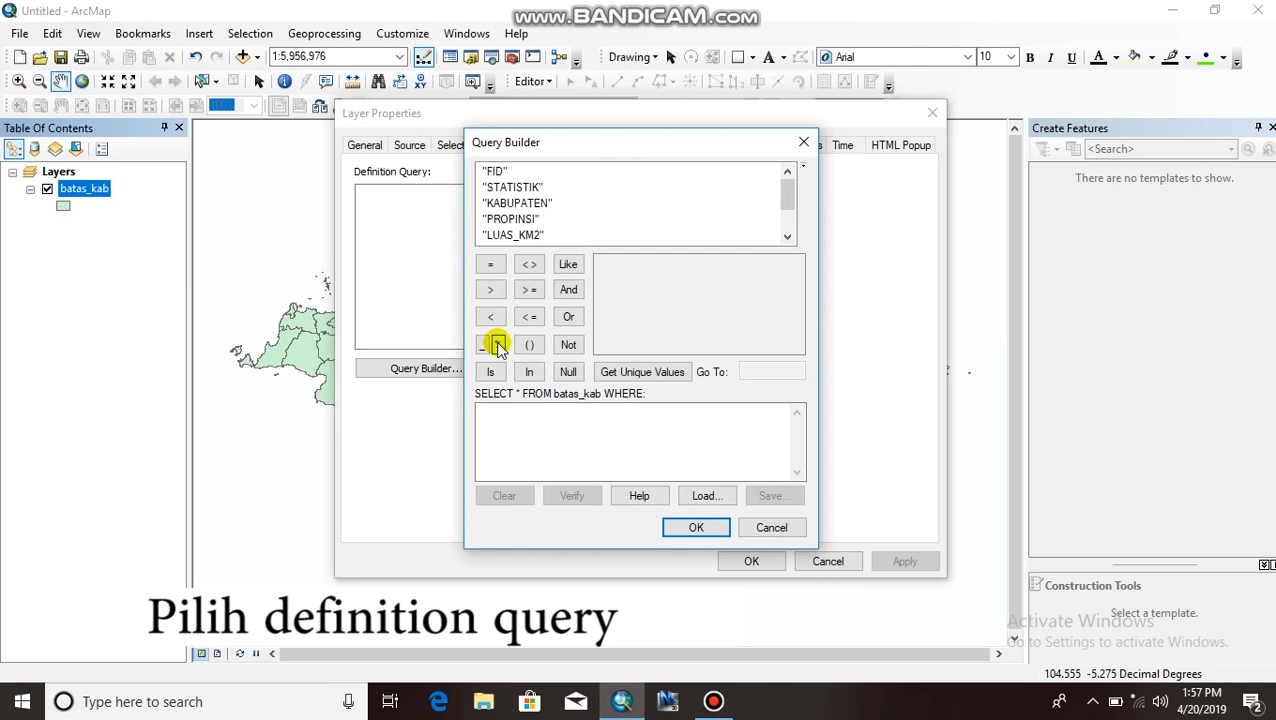 Untitled - ArcMap
www.BANDICAM.com
File Edit View Bookmarks Insert Selection Geoprocessing Customize Windows Help
1:5,956,976 Drawing Arial 10 B I U A
Editor
100%
Table Of Contents
Layers
batas_kab
Layer Properties
General Source Select s Time HTML Popup
Definition Query:
Query Builder...
OK Cancel Apply
Query Builder
"FID"
"STATISTIK"
"KABUPATEN"
"PROPINSI"
"LUAS_KM2"
= < > Like
> > = And
< < = Or
_ ( ) Not
Is In Null Get Unique Values Go To:
SELECT * FROM batas_kab WHERE:
Clear Verify Help Load... Save...
OK Cancel
Create Features
<Search>
There are no templates to show.
Construction Tools
Select a template.
Activate Windows
Go to Settings to activate Windows.
Pilih definition query
104.555 -5.275 Decimal Degrees
Type here to search
1:57 PM
4/20/2019
2